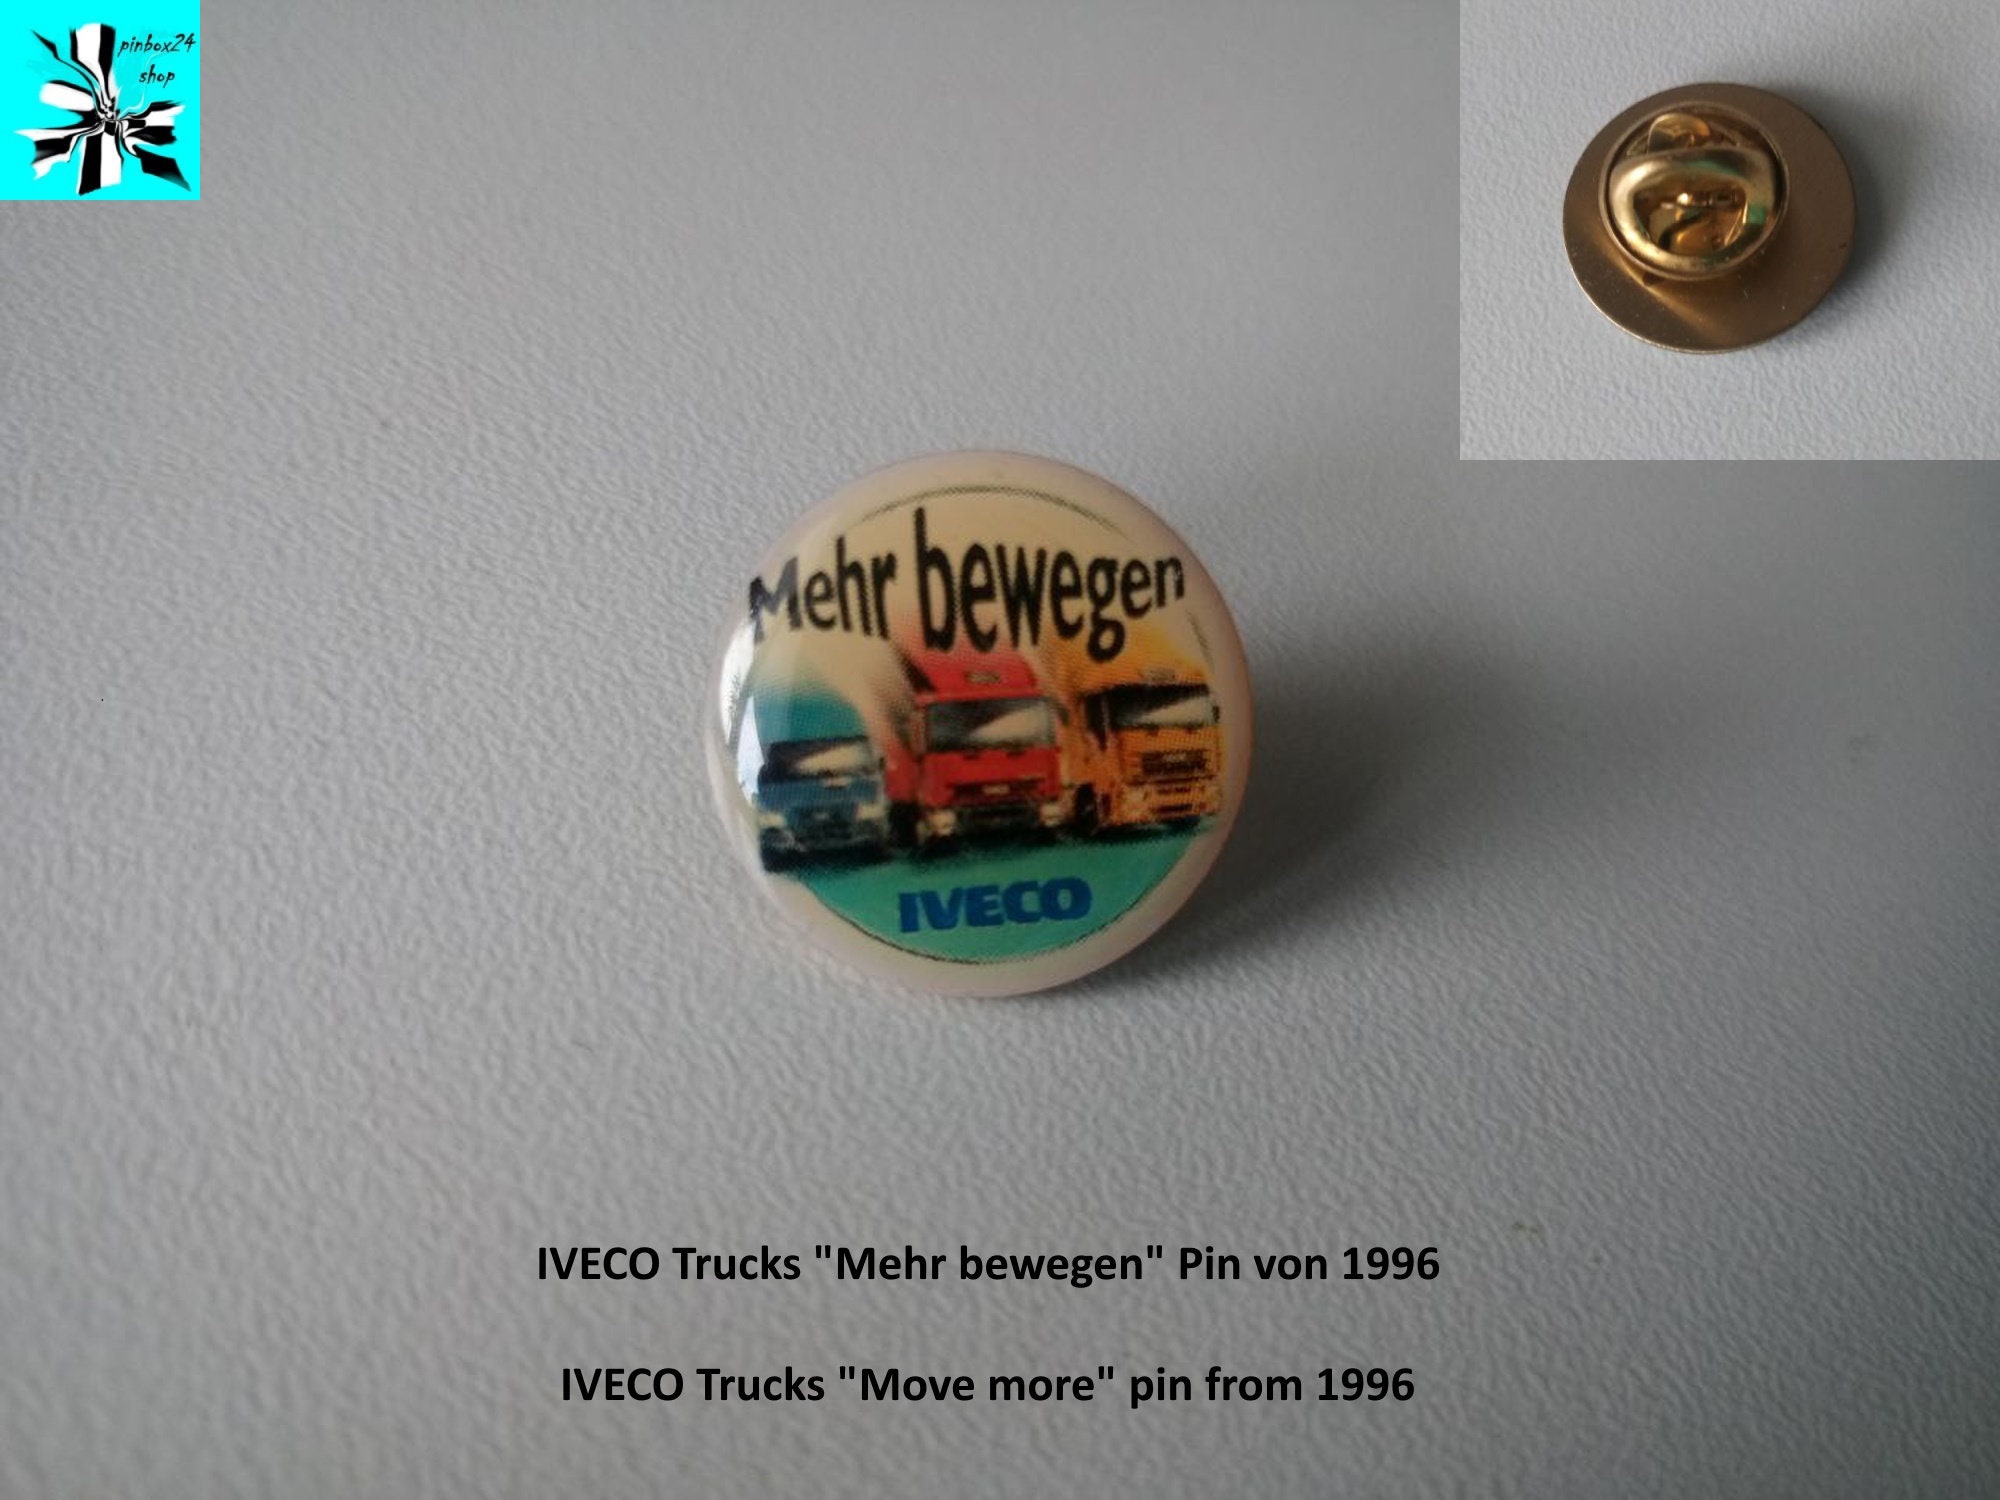 pinbox24
shop
Mehr bewegen
IVECO
IVECO Trucks "Mehr bewegen" Pin von 1996
IVECO Trucks "Move more" pin from 1996